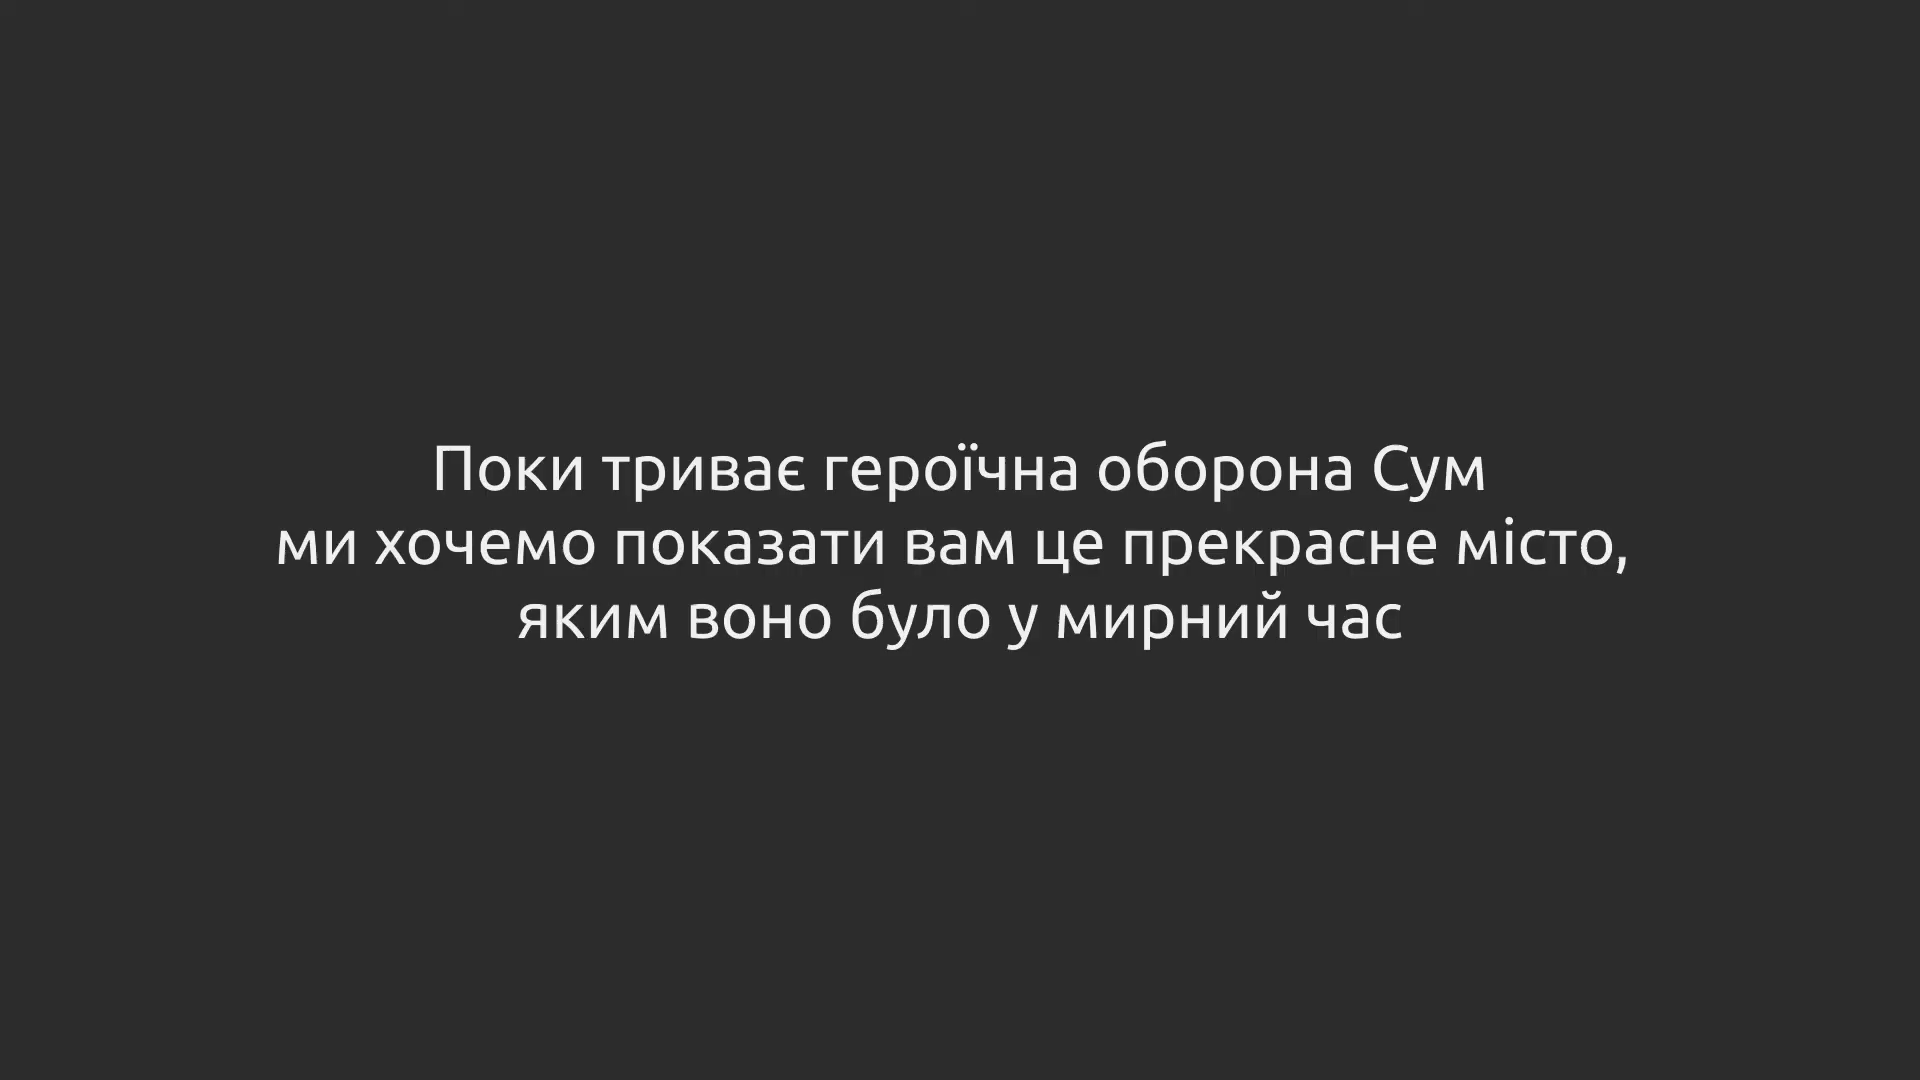 Поки триває героїчна оборона Сум
ми хочемо показати вам це прекрасне місто,
яким воно було у мирний час